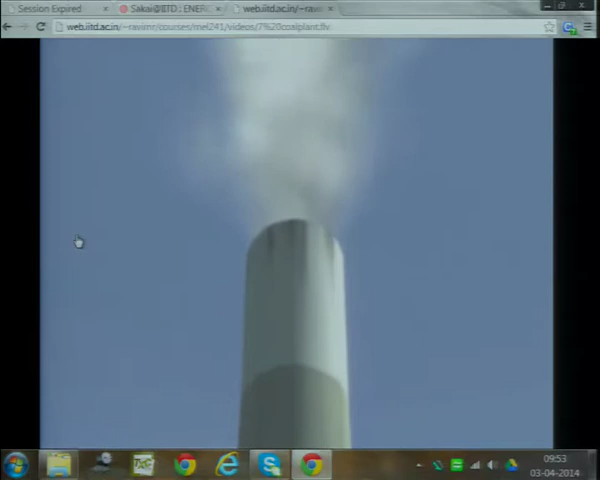 Session Expired
Sakai@IITD : ENERG
web.iitd.ac.in/~ravimr
web.iitd.ac.in/~ravimr/courses/mel241/videos/7%20coalplant.flv
09:53
03-04-2014